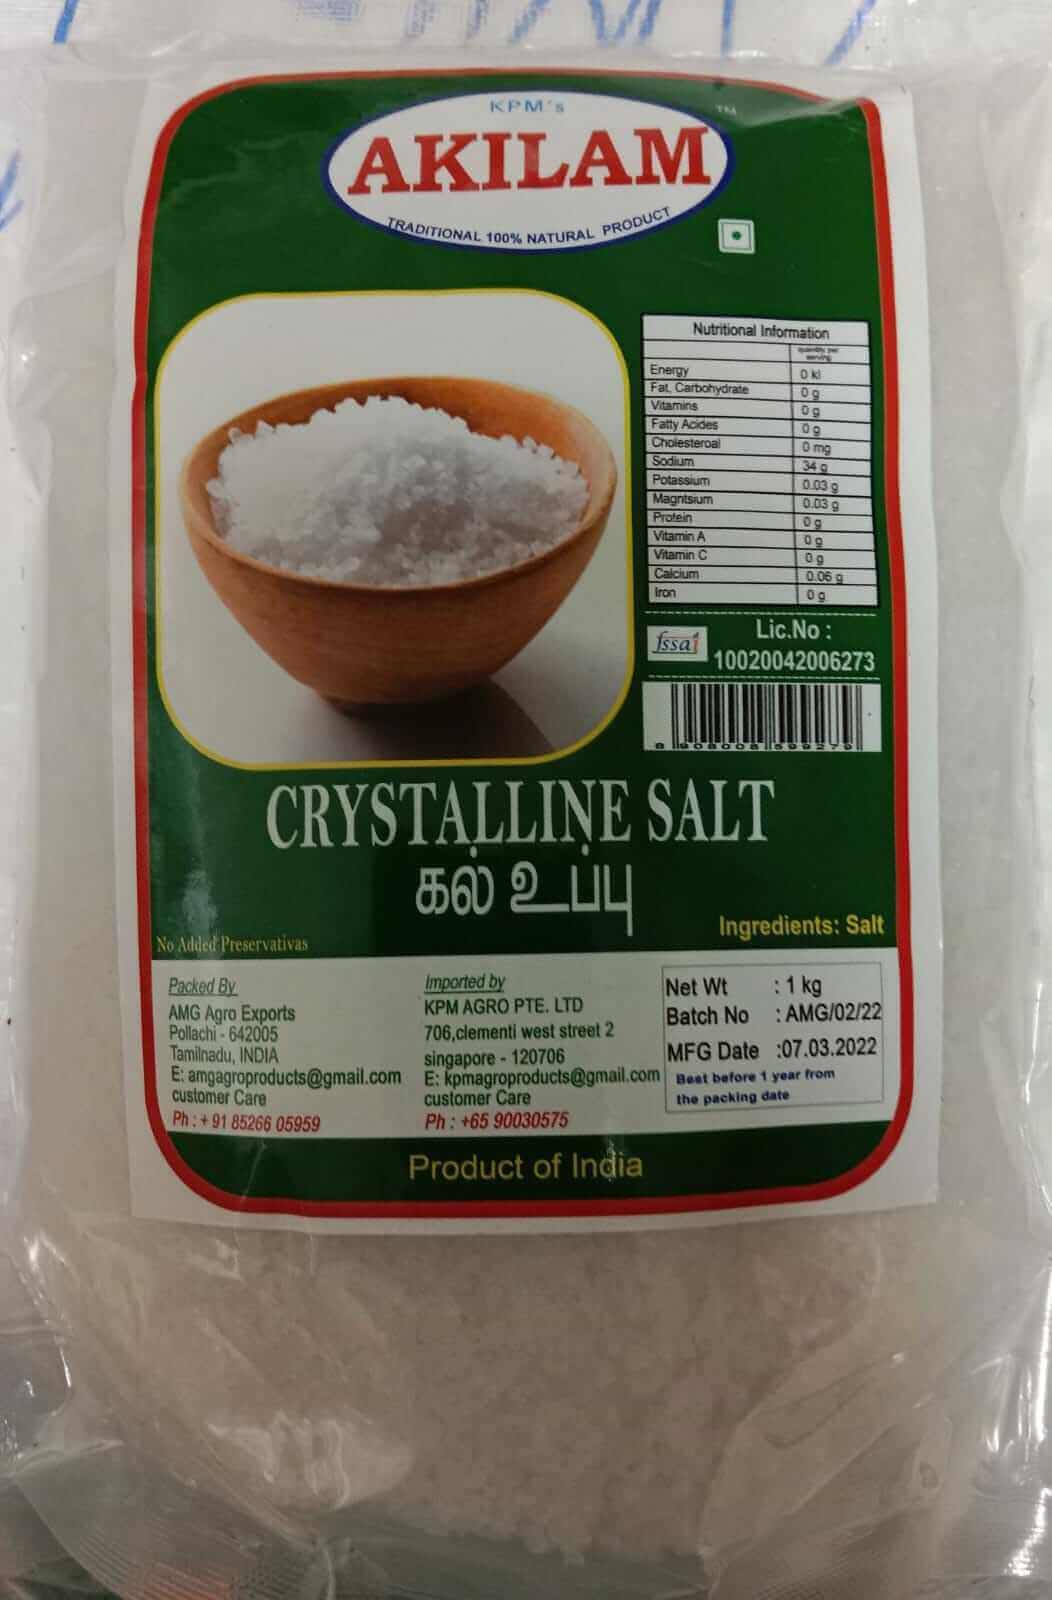 KPM's
AKILAM
TM
TRADITIONAL 100% NATURAL PRODUCT
Nutritional Information
quantity per
serving
Energy 0 kl
Fat, Carbohydrate 0 g
Vitamins 0 g
Fatty Acides 0 g
Cholesteroal 0 mg
Sodium 34 g
Potassium 0.03 g
Magntsium 0.03 g
Protein 0 g
Vitamin A 0 g
Vitamin C 0 g
Calcium 0.06 g
Iron 0 g
fssai
Lic.No :
10020042006273
8 908008 599279
CRYSTALLINE SALT
கல் உப்பு
Ingredients: Salt
No Added Preservativas
Packed By
AMG Agro Exports
Pollachi - 642005
Tamilnadu, INDIA
E: amgagroproducts@gmail.com
customer Care
Ph : + 91 85266 05959
Imported by
KPM AGRO PTE. LTD
706,clementi west street 2
singapore - 120706
E: kpmagroproducts@gmail.com
customer Care
Ph : +65 90030575
Net Wt : 1 kg
Batch No : AMG/02/22
MFG Date :07.03.2022
Best before 1 year from
the packing date
Product of India